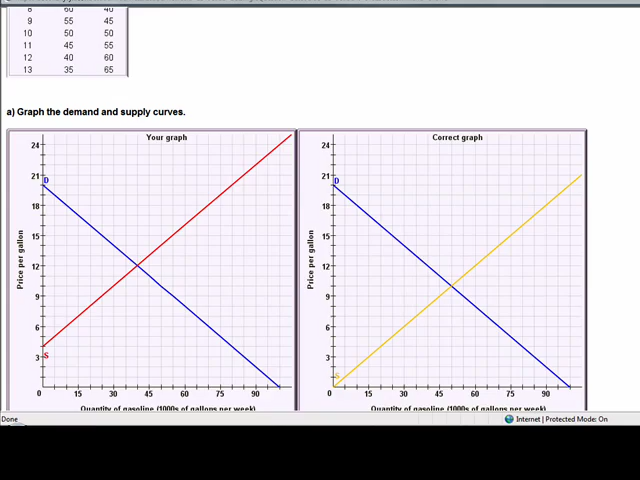 8 60 40
9 55 45
10 50 50
11 45 55
12 40 60
13 35 65
a) Graph the demand and supply curves.
Your graph
24
21
18
15
12
9
6
3
D
S
Price per gallon
0 15 30 45 60 75 90
Quantity of gasoline (1000s of gallons per week)
Correct graph
24
21
18
15
12
9
6
3
D
S
Price per gallon
0 15 30 45 60 75 90
Quantity of gasoline (1000s of gallons per week)
Done
Internet | Protected Mode: On